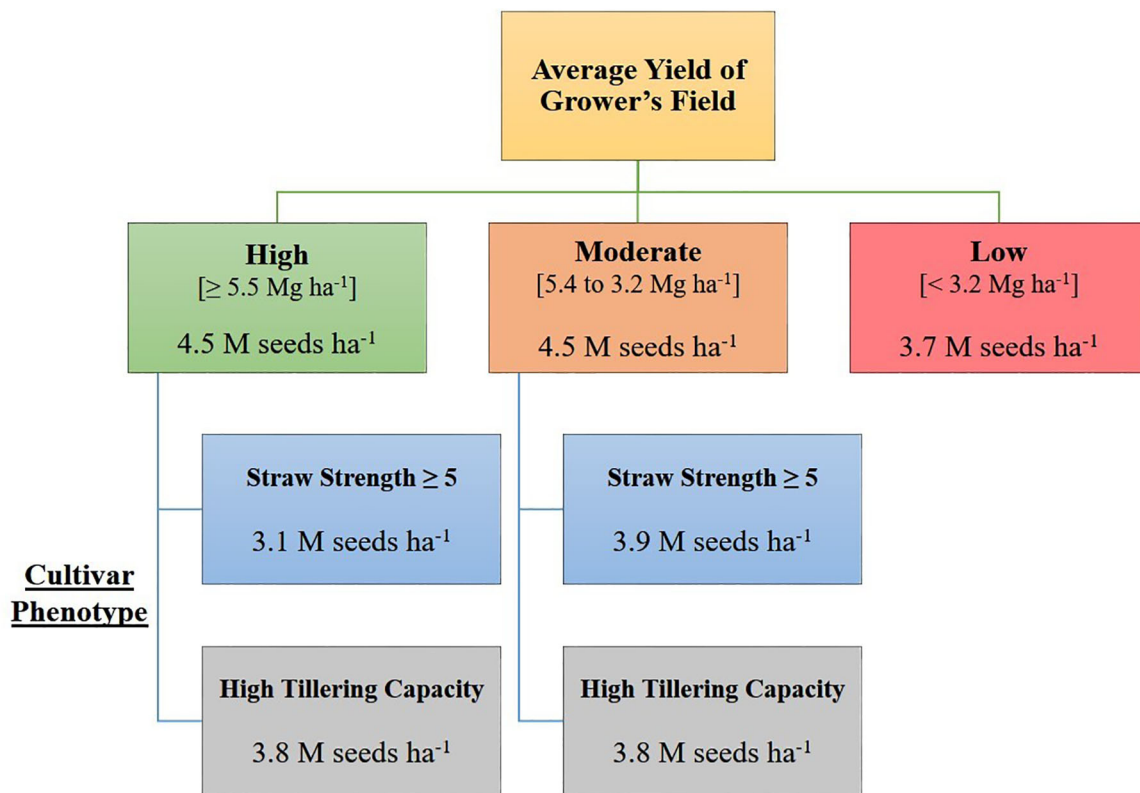 Average Yield of
Grower’s Field
High
[≥ 5.5 Mg ha⁻¹]
4.5 M seeds ha⁻¹
Moderate
[5.4 to 3.2 Mg ha⁻¹]
4.5 M seeds ha⁻¹
Low
[< 3.2 Mg ha⁻¹]
3.7 M seeds ha⁻¹
Cultivar
Phenotype
Straw Strength ≥ 5
3.1 M seeds ha⁻¹
Straw Strength ≥ 5
3.9 M seeds ha⁻¹
High Tillering Capacity
3.8 M seeds ha⁻¹
High Tillering Capacity
3.8 M seeds ha⁻¹